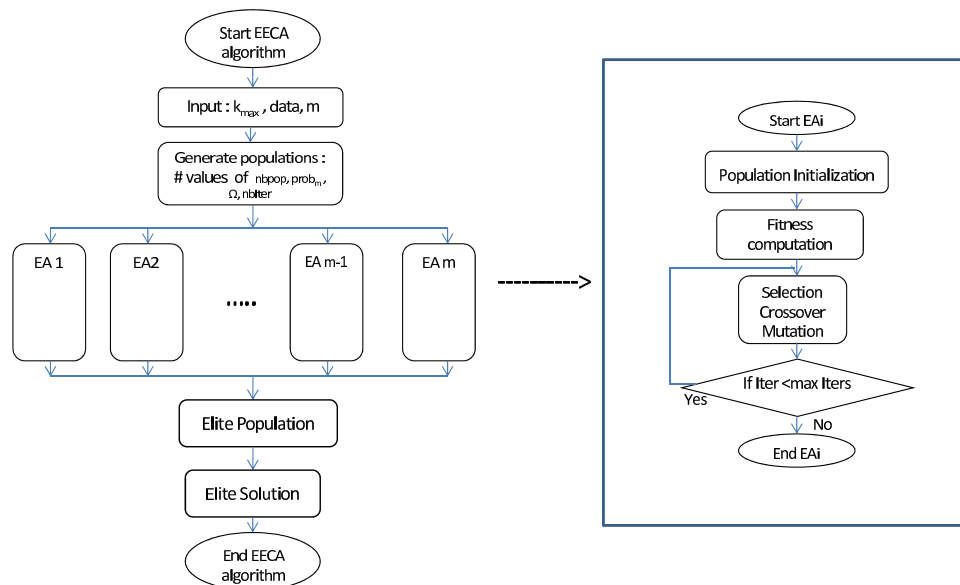 Start EECA
algorithm
Input : kmax , data, m
Generate populations :
# values of nbpop, probm ,
Ω, nbIter
EA 1
EA2
.....
EA m-1
EA m
Elite Population
Elite Solution
End EECA
algorithm
Start EAi
Population Initialization
Fitness
computation
Selection
Crossover
Mutation
If Iter <max Iters
Yes
No
End EAi